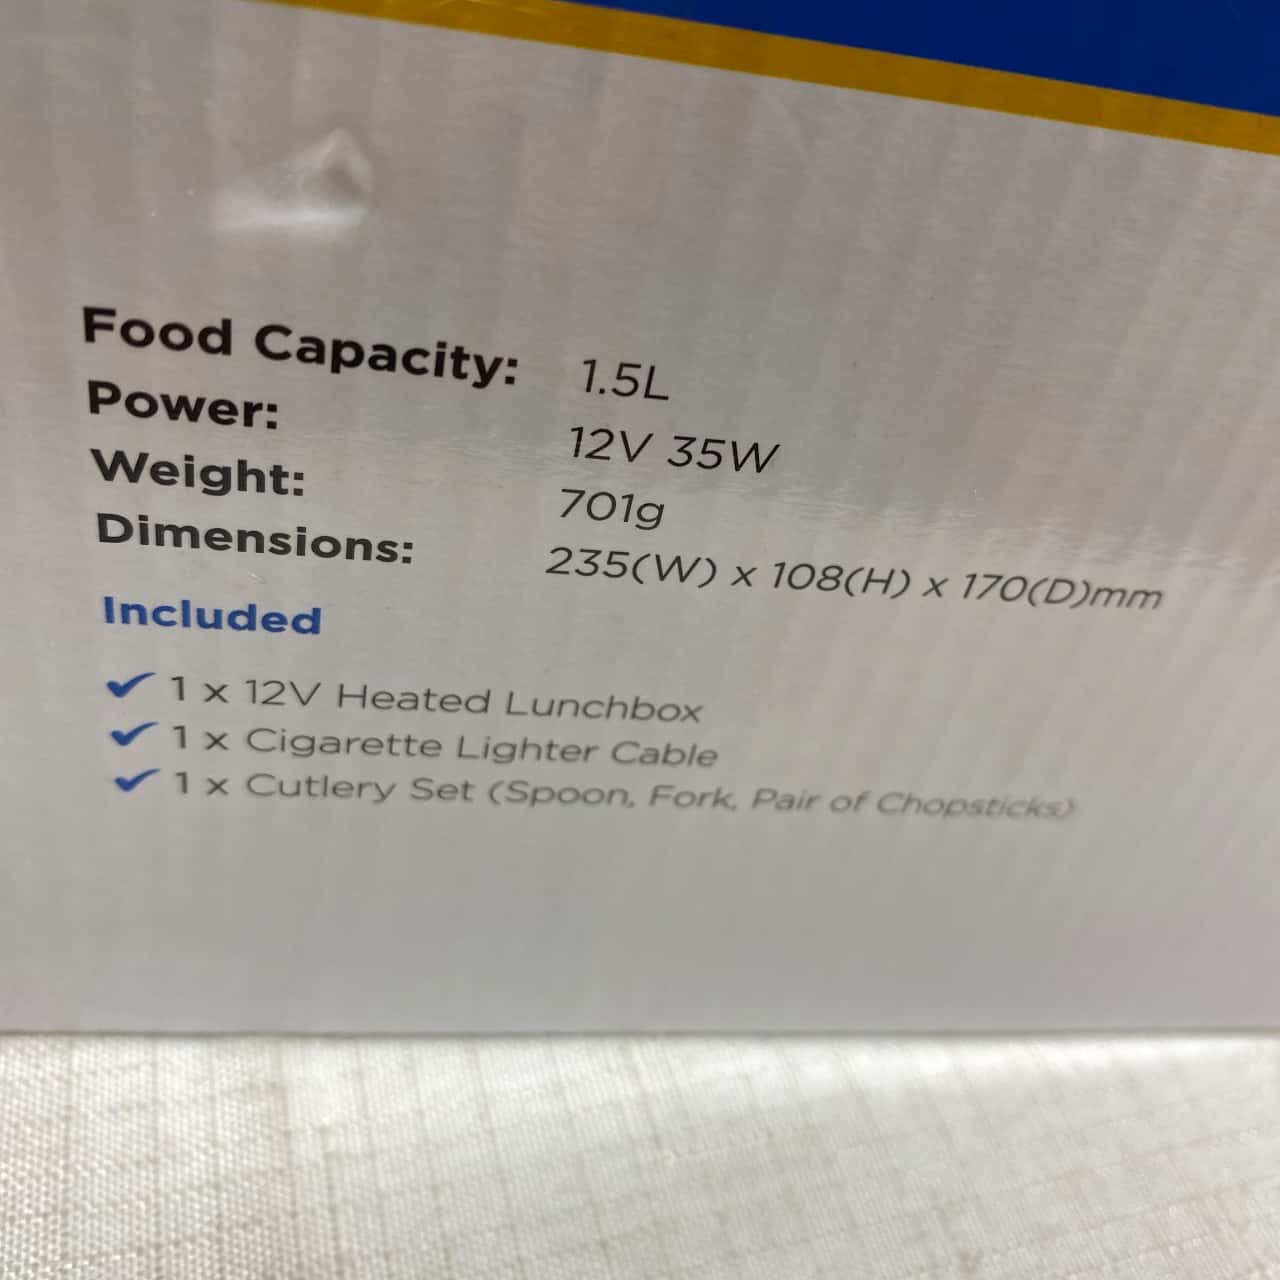 Food Capacity: 1.5L
Power: 12V 35W
Weight: 701g
Dimensions: 235(W) x 108(H) x 170(D)mm
Included
✔ 1 x 12V Heated Lunchbox
✔ 1 x Cigarette Lighter Cable
✔ 1 x Cutlery Set (Spoon, Fork, Pair of Chopsticks)